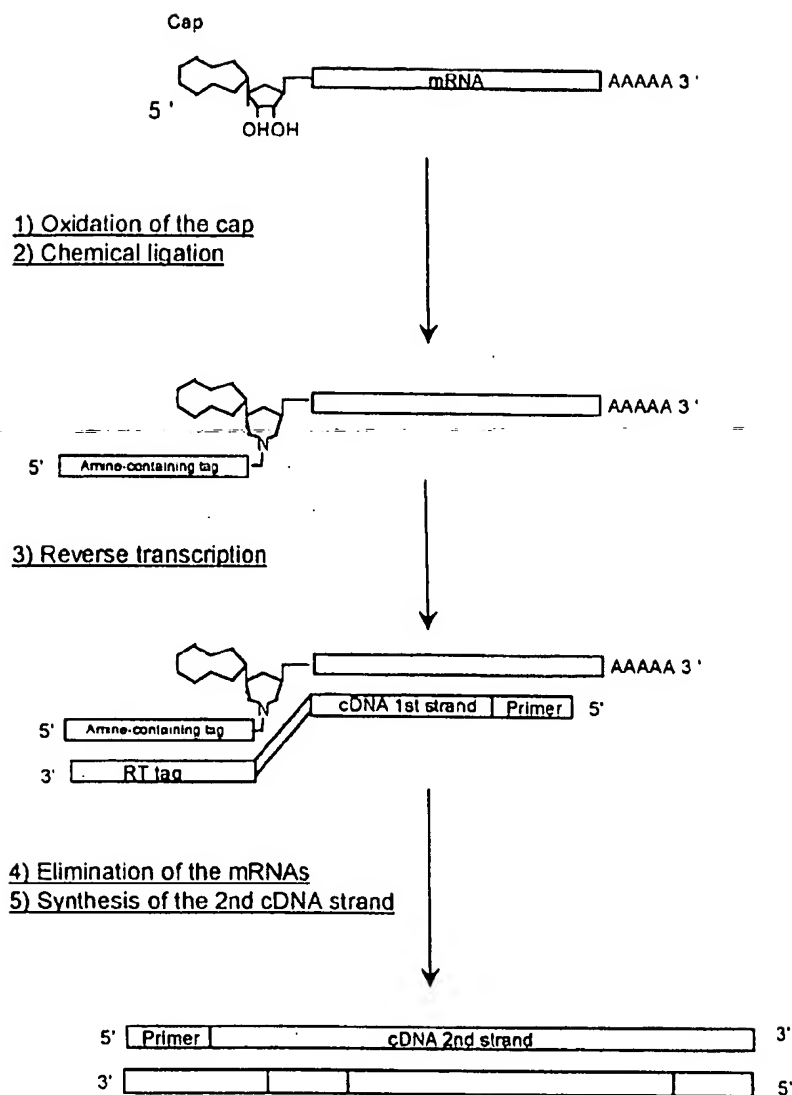 Cap
mRNA AAAAA 3 '
5 '
OHOH
1) Oxidation of the cap
2) Chemical ligation
AAAAA 3 '
N
5' Amine-containing tag
3) Reverse transcription
AAAAA 3 '
N
cDNA 1st strand Primer 5'
5' Amine-containing tag
3' RT tag
4) Elimination of the mRNAs
5) Synthesis of the 2nd cDNA strand
5' Primer cDNA 2nd strand 3'
3' 5'